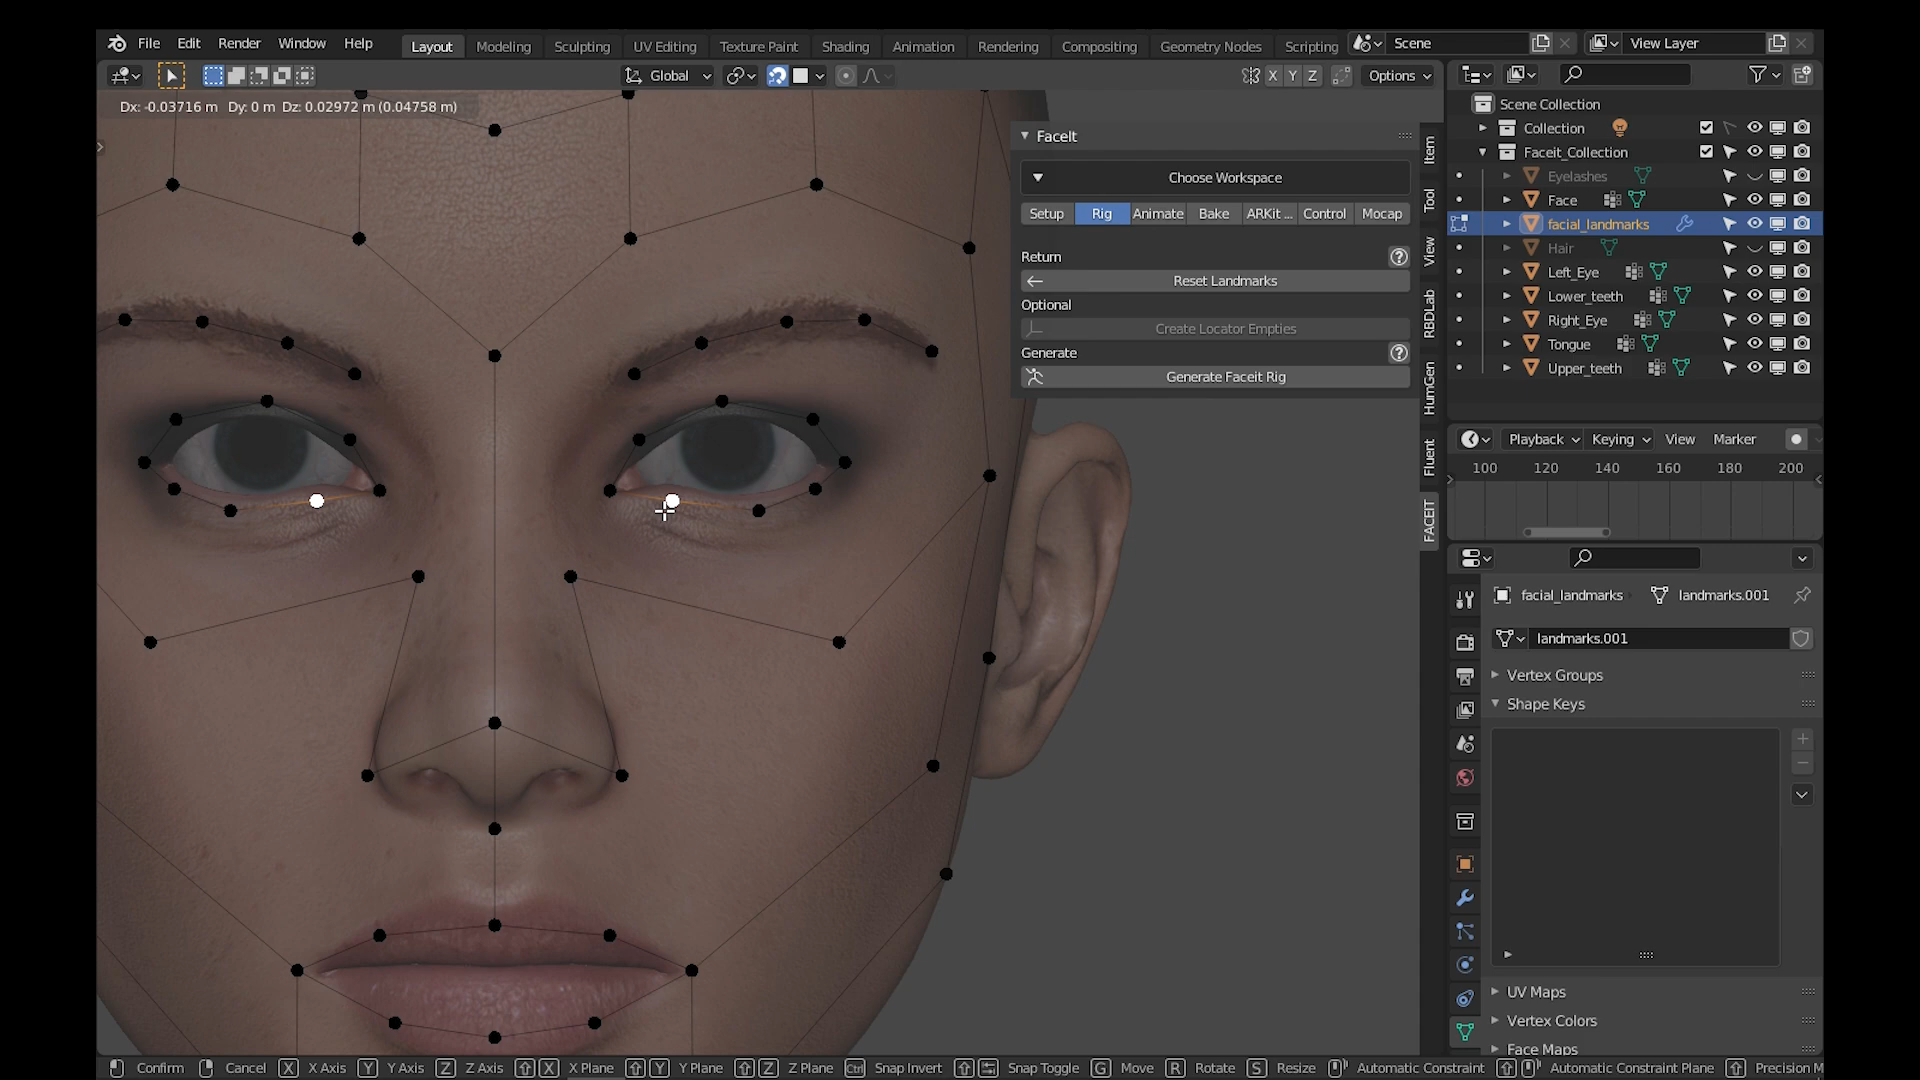 File Edit Render Window Help Layout Modeling Sculpting UV Editing Texture Paint Shading Animation Rendering Compositing Geometry Nodes Scripting Scene View Layer
Global X Y Z Options
Dx: -0.03716 m Dy: 0 m Dz: 0.02972 m (0.04758 m)
Scene Collection
Collection
Faceit_Collection
Eyelashes
Face
facial_landmarks
Hair
Left_Eye
Lower_teeth
Right_Eye
Tongue
Upper_teeth
FaceIt
Choose Workspace
Setup Rig Animate Bake ARKit ... Control Mocap
Return
Reset Landmarks
Optional
Create Locator Empties
Generate
Generate Faceit Rig
Item
Tool
View
RBDLab
HumGen
Fluent
FACEIT
Playback Keying View Marker
100 120 140 160 180 200
facial_landmarks landmarks.001
landmarks.001
Vertex Groups
Shape Keys
UV Maps
Vertex Colors
Face Maps
Confirm Cancel X X Axis Y Y Axis Z Z Axis X X Plane Y Y Plane Z Z Plane Ctrl Snap Invert Snap Toggle G Move R Rotate S Resize Automatic Constraint Automatic Constraint Plane Precision M